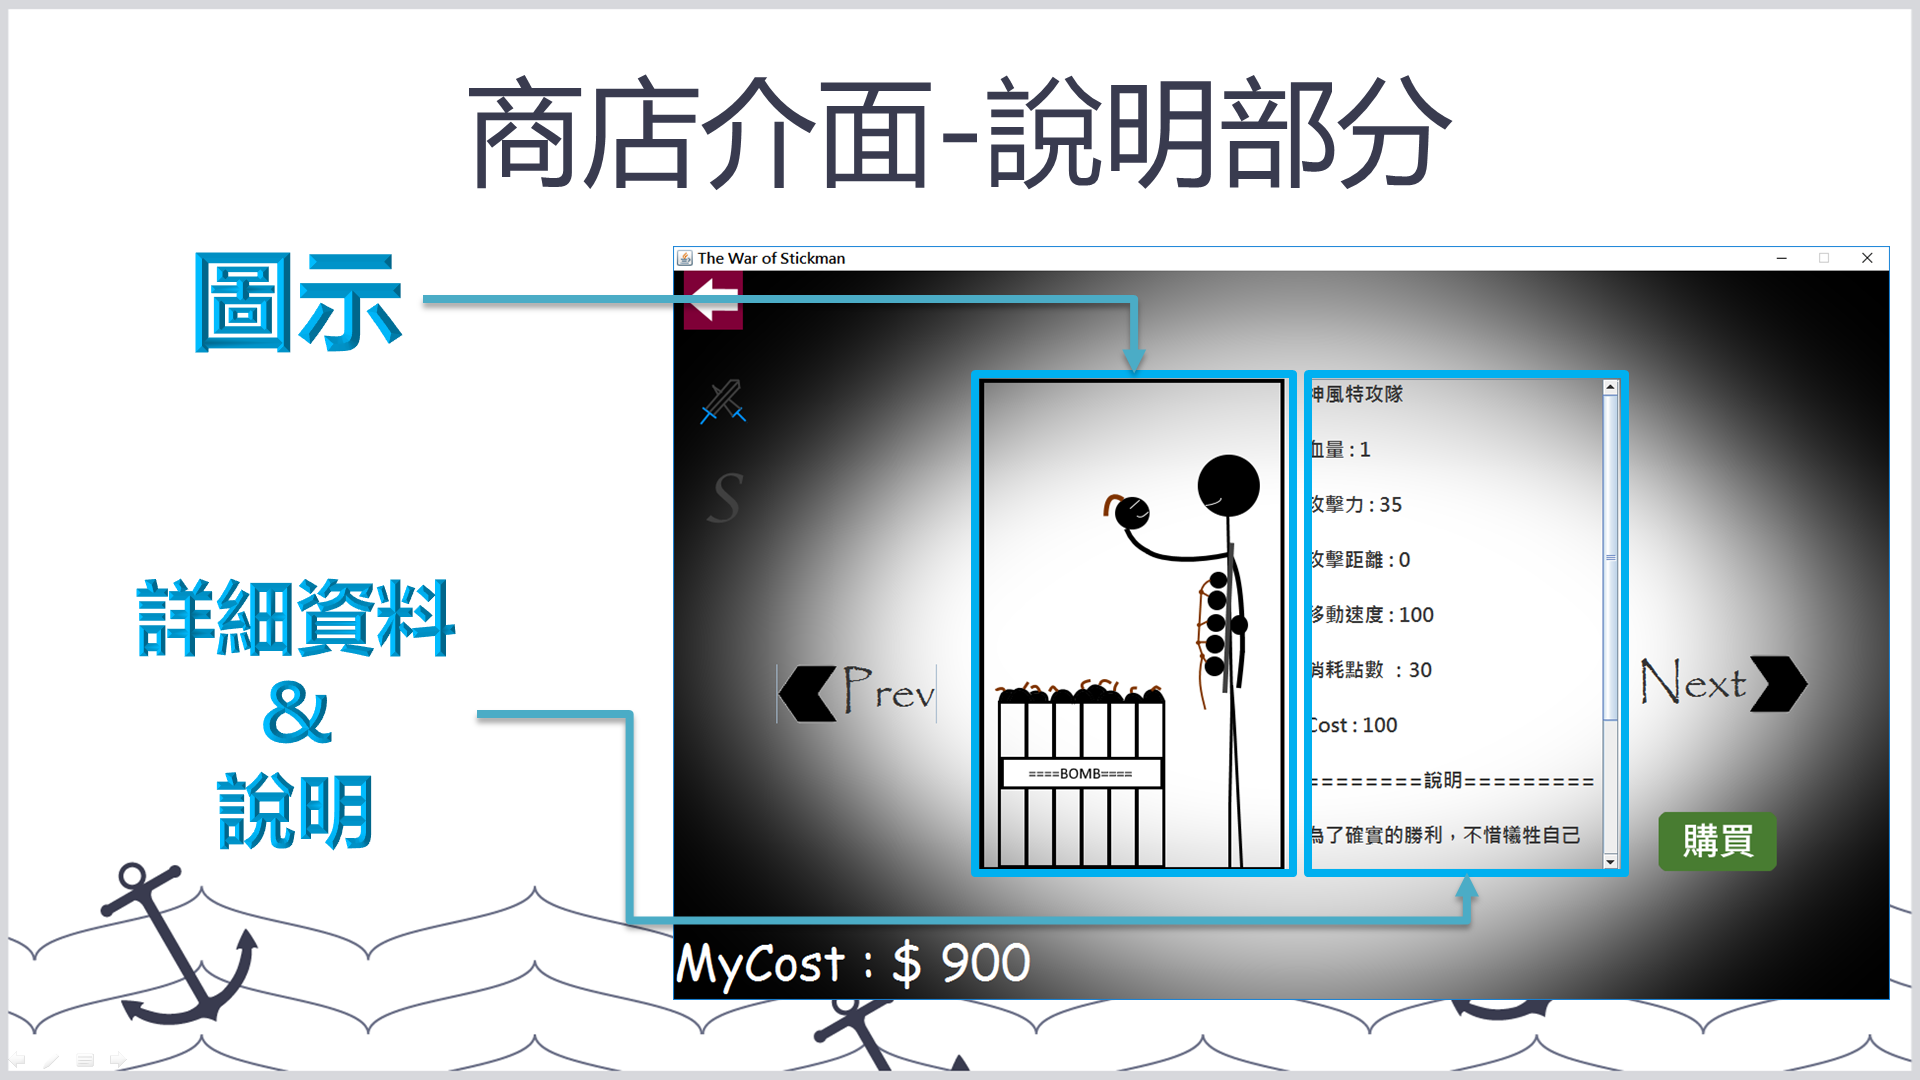 商店介面-說明部分
圖示
詳細資料
&
說明
The War of Stickman
S
Prev
====BOMB====
神風特攻隊
血量 : 1
攻擊力 : 35
攻擊距離 : 0
移動速度 : 100
消耗點數 : 30
Cost : 100
========說明=========
為了確實的勝利，不惜犧牲自己
Next
購買
MyCost : $ 900